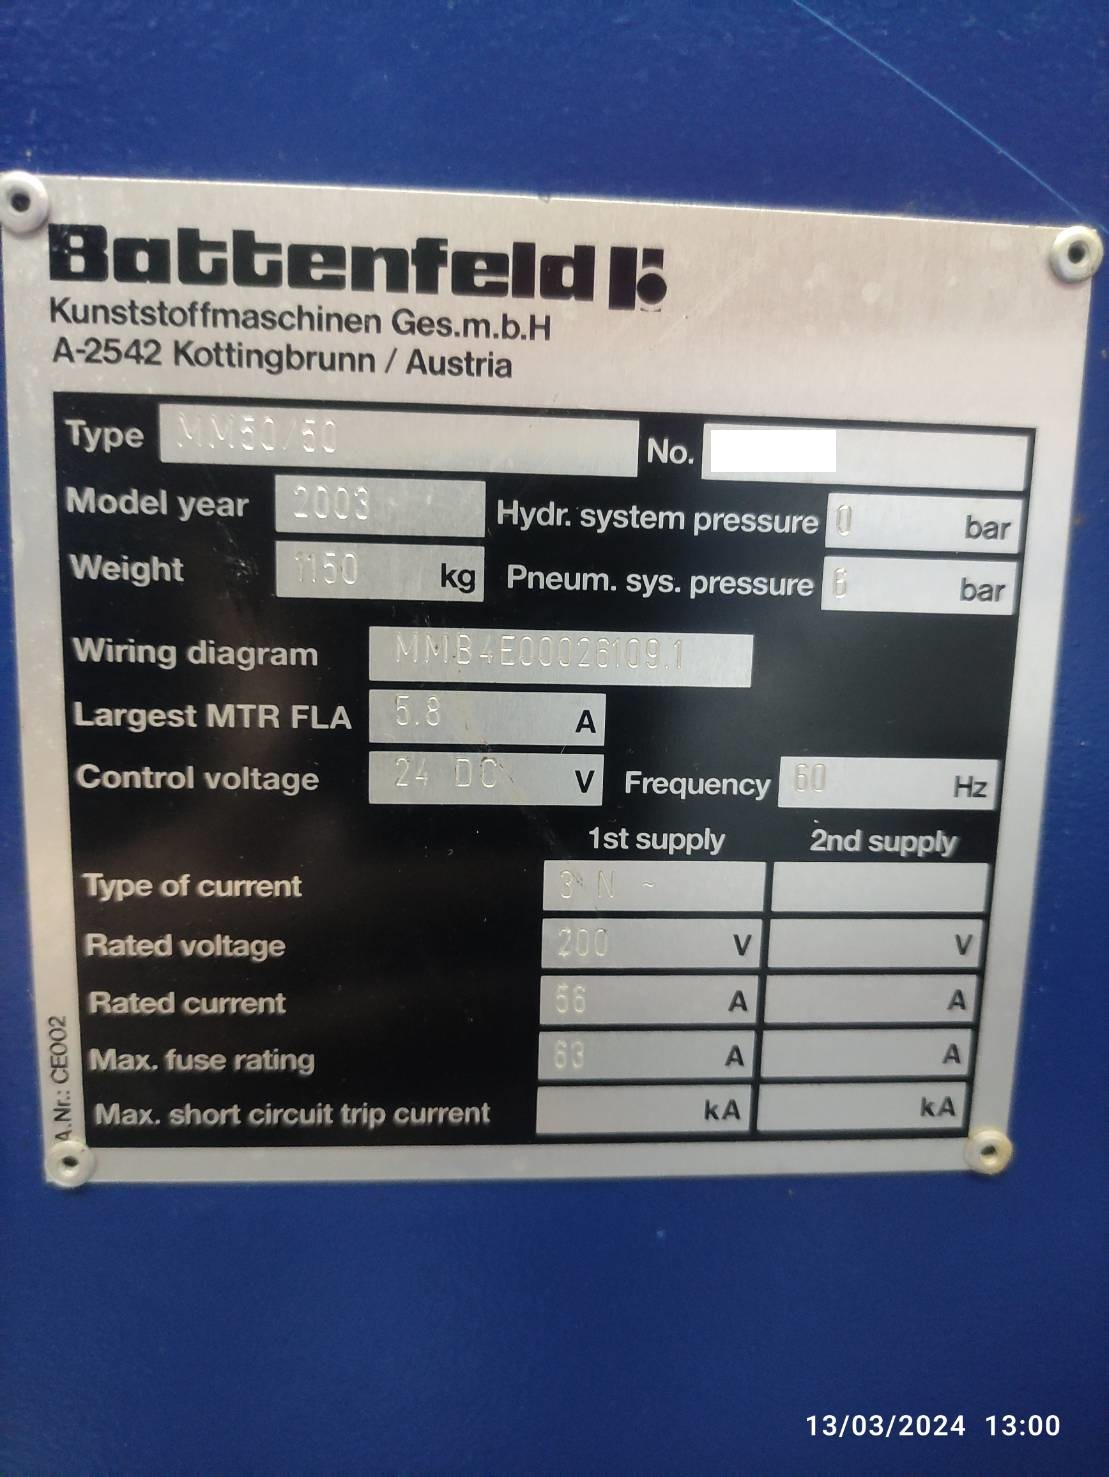 Battenfeld
Kunststoffmaschinen Ges.m.b.H
A-2542 Kottingbrunn / Austria
Type MM50/50 No.
Model year 2003 Hydr. system pressure 0 bar
Weight 1150 kg Pneum. sys. pressure 6 bar
Wiring diagram MMB4E00026109.1
Largest MTR FLA 5.8 A
Control voltage 24 DC V Frequency 60 Hz
1st supply 2nd supply
Type of current 3 N ~
Rated voltage 200 V V
Rated current 56 A A
Max. fuse rating 63 A A
Max. short circuit trip current kA kA
A.Nr.: CE002
13/03/2024 13:00